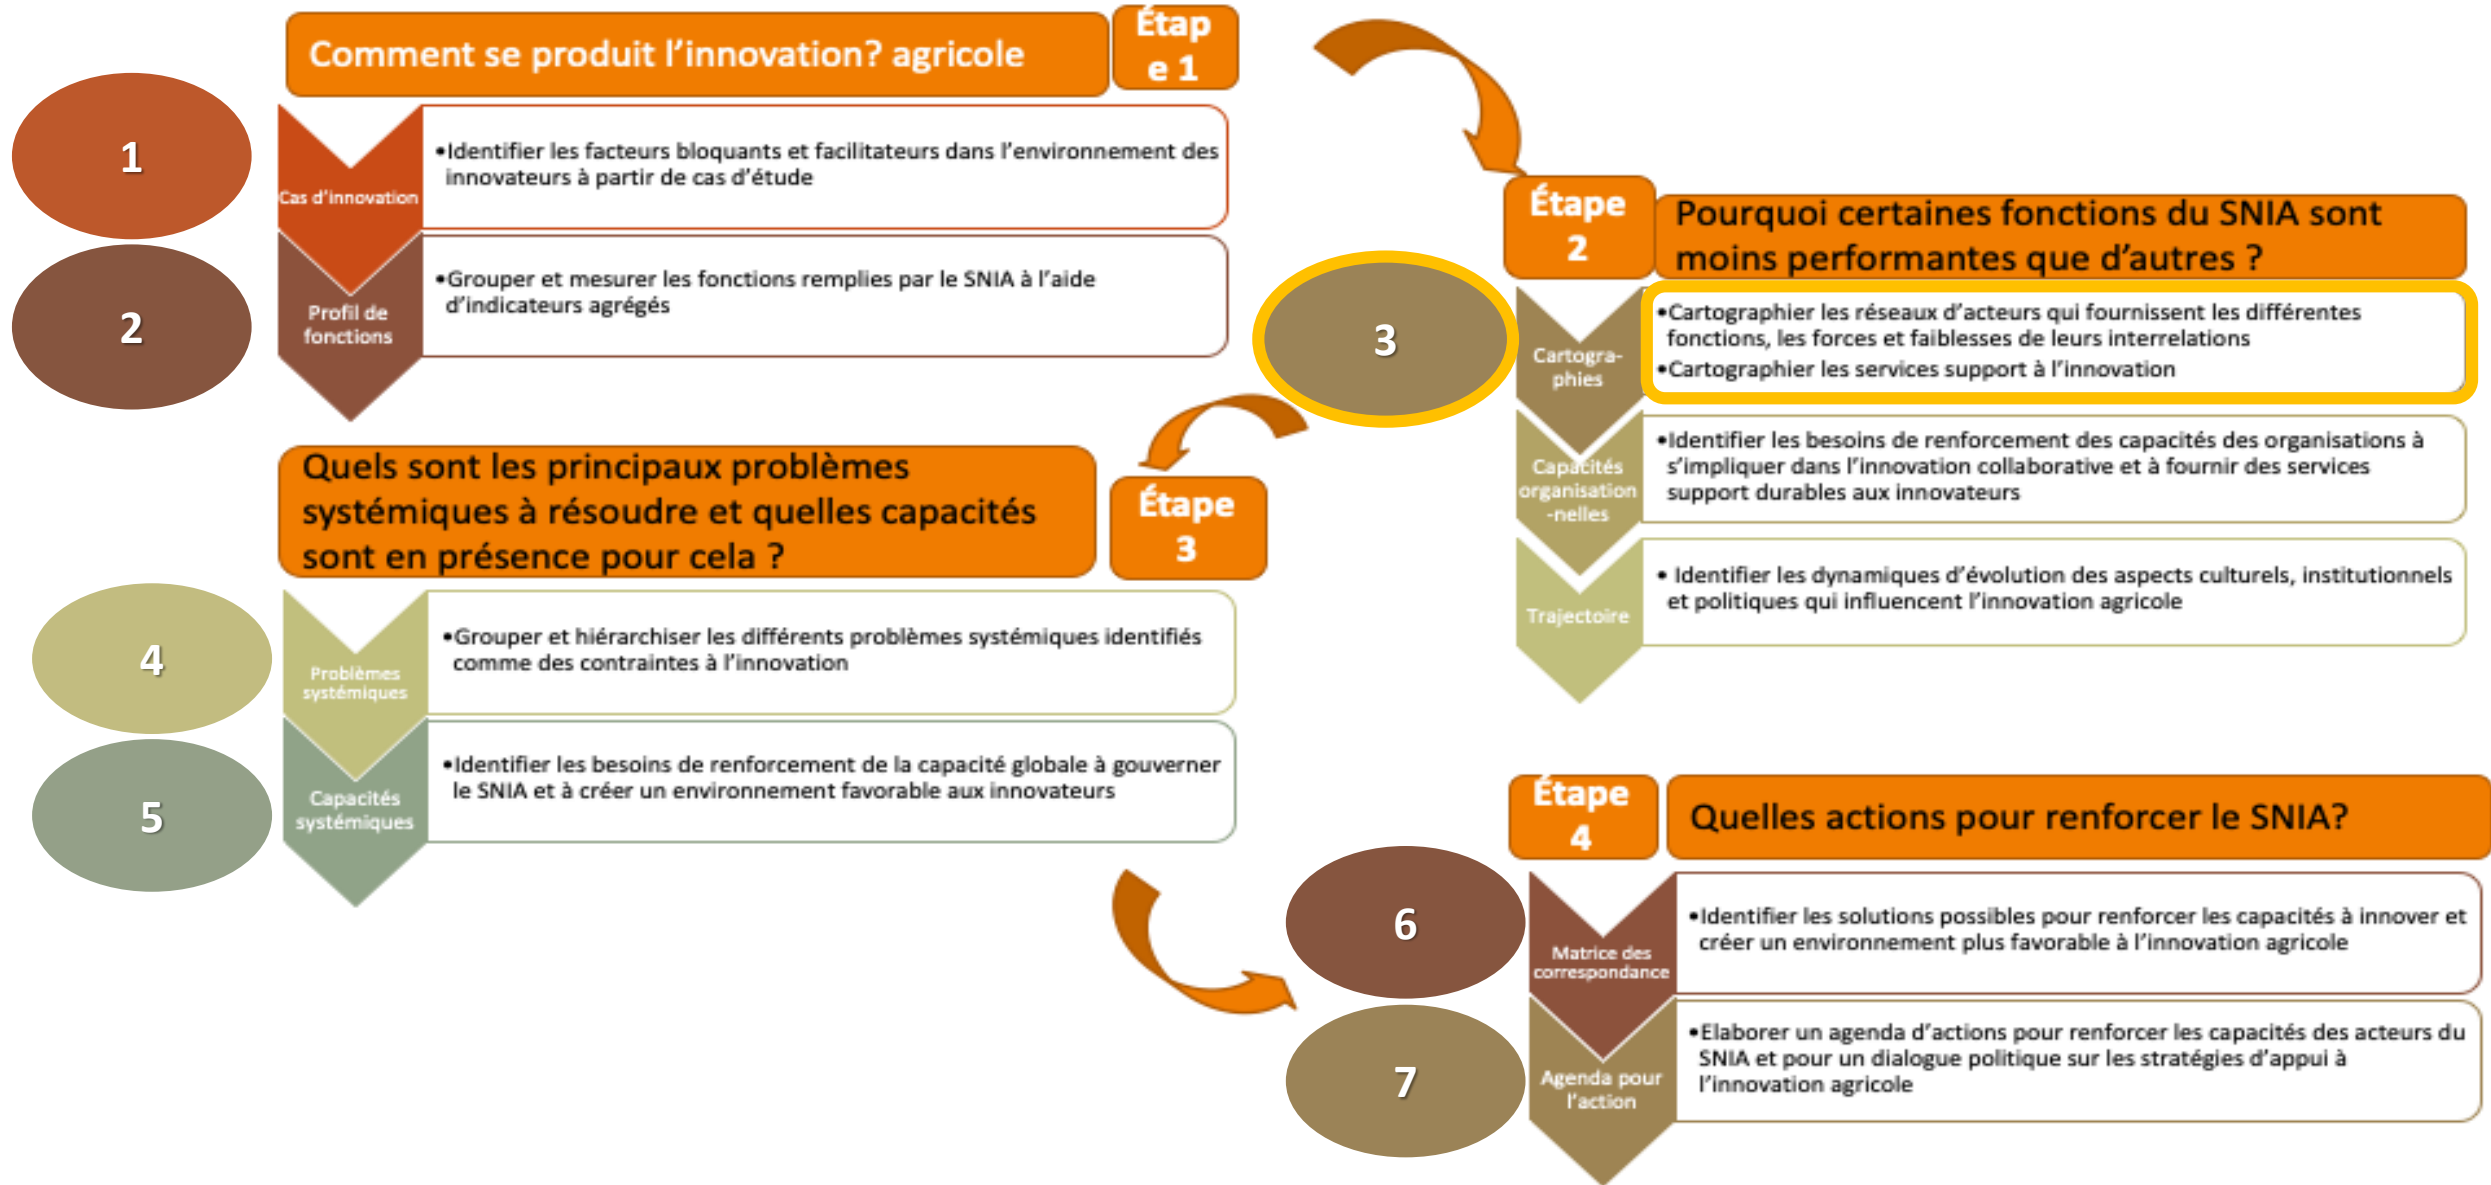 Comment se produit l'innovation? agricole
Étap
e 1
1
Cas d'innovation
•Identifier les facteurs bloquants et facilitateurs dans l'environnement des
innovateurs à partir de cas d'étude
2
Profil de
fonctions
•Grouper et mesurer les fonctions remplies par le SNIA à l'aide
d'indicateurs agrégés
Étape
2
Pourquoi certaines fonctions du SNIA sont
moins performantes que d'autres ?
3
Cartogra-
phies
•Cartographier les réseaux d'acteurs qui fournissent les différentes
fonctions, les forces et faiblesses de leurs interrelations
•Cartographier les services support à l'innovation
Capacités
organisation
-nelles
•Identifier les besoins de renforcement des capacités des organisations à
s'impliquer dans l'innovation collaborative et à fournir des services
support durables aux innovateurs
Trajectoire
• Identifier les dynamiques d'évolution des aspects culturels, institutionnels
et politiques qui influencent l'innovation agricole
Quels sont les principaux problèmes
systémiques à résoudre et quelles capacités
sont en présence pour cela ?
Étape
3
4
Problèmes
systémiques
•Grouper et hiérarchiser les différents problèmes systémiques identifiés
comme des contraintes à l'innovation
5
Capacités
systémiques
•Identifier les besoins de renforcement de la capacité globale à gouverner
le SNIA et à créer un environnement favorable aux innovateurs
Étape
4
Quelles actions pour renforcer le SNIA?
6
Matrice des
correspondance
•Identifier les solutions possibles pour renforcer les capacités à innover et
créer un environnement plus favorable à l'innovation agricole
7
Agenda pour
l'action
•Elaborer un agenda d'actions pour renforcer les capacités des acteurs du
SNIA et pour un dialogue politique sur les stratégies d'appui à
l'innovation agricole